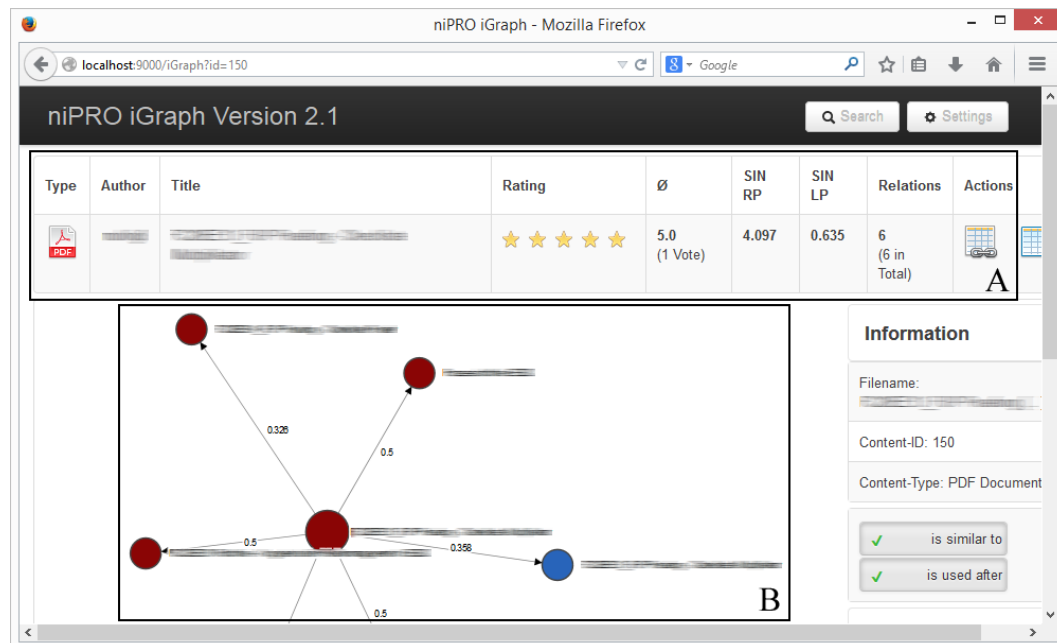 niPRO iGraph - Mozilla Firefox
localhost:9000/iGraph?id=150
8 Google
niPRO iGraph Version 2.1
Search
Settings
Type Author Title Rating Ø SIN RP SIN LP Relations Actions
PDF
5.0
(1 Vote)
4.097
0.635
6
(6 in
Total)
A
0.326
0.5
0.5
0.358
0.5
B
Information
Filename:
Content-ID: 150
Content-Type: PDF Document
is similar to
is used after